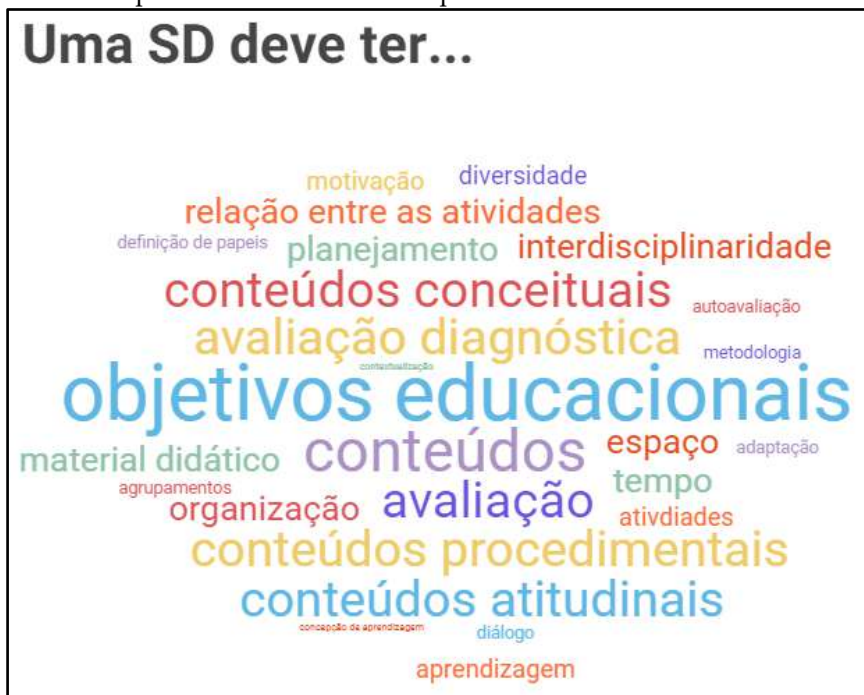 Uma SD deve ter...
motivação diversidade
relação entre as atividades
definição de papeis planejamento interdisciplinaridade
conteúdos conceituais autoavaliação
avaliação diagnóstica metodologia
contextualização
objetivos educacionais
material didático conteúdos espaço adaptação
agrupamentos organização avaliação tempo
ativdiades
conteúdos procedimentais
conteúdos atitudinais
concepção de aprendizagem diálogo
aprendizagem